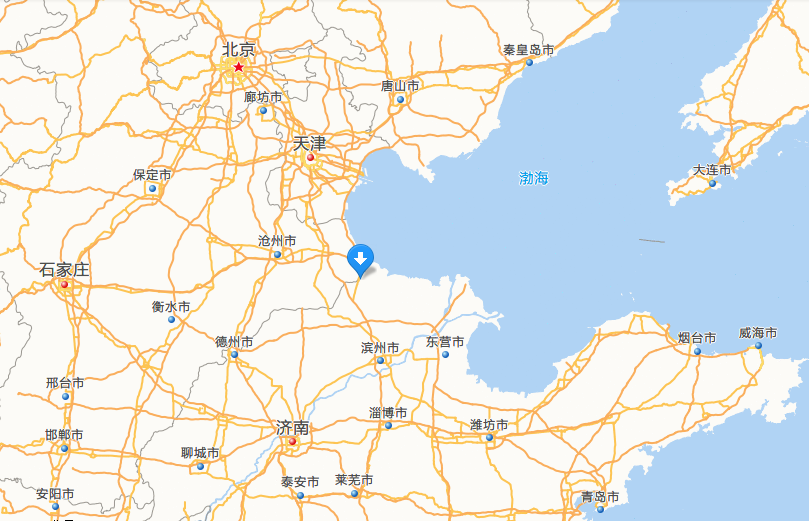 北京
秦皇岛市
唐山市
廊坊市
天津
保定市
大连市
渤海
沧州市
石家庄
衡水市
德州市
滨州市
东营市
烟台市
威海市
邢台市
淄博市
潍坊市
济南
邯郸市
聊城市
泰安市
莱芜市
安阳市
青岛市